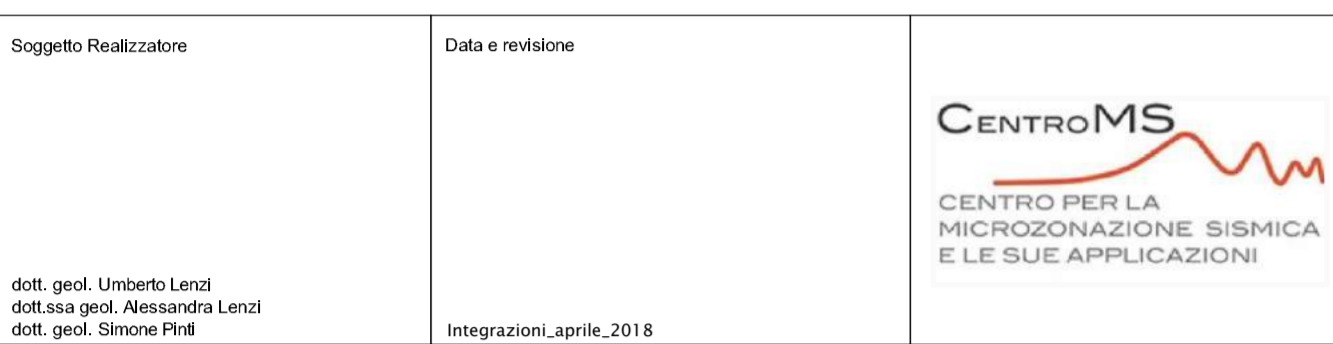 Soggetto Realizzatore
dott. geol. Umberto Lenzi
dott.ssa geol. Alessandra Lenzi
dott. geol. Simone Pinti
Data e revisione
Integrazioni_aprile_2018
CENTROMS
CENTRO PER LA
MICROZONAZIONE SISMICA
E LE SUE APPLICAZIONI